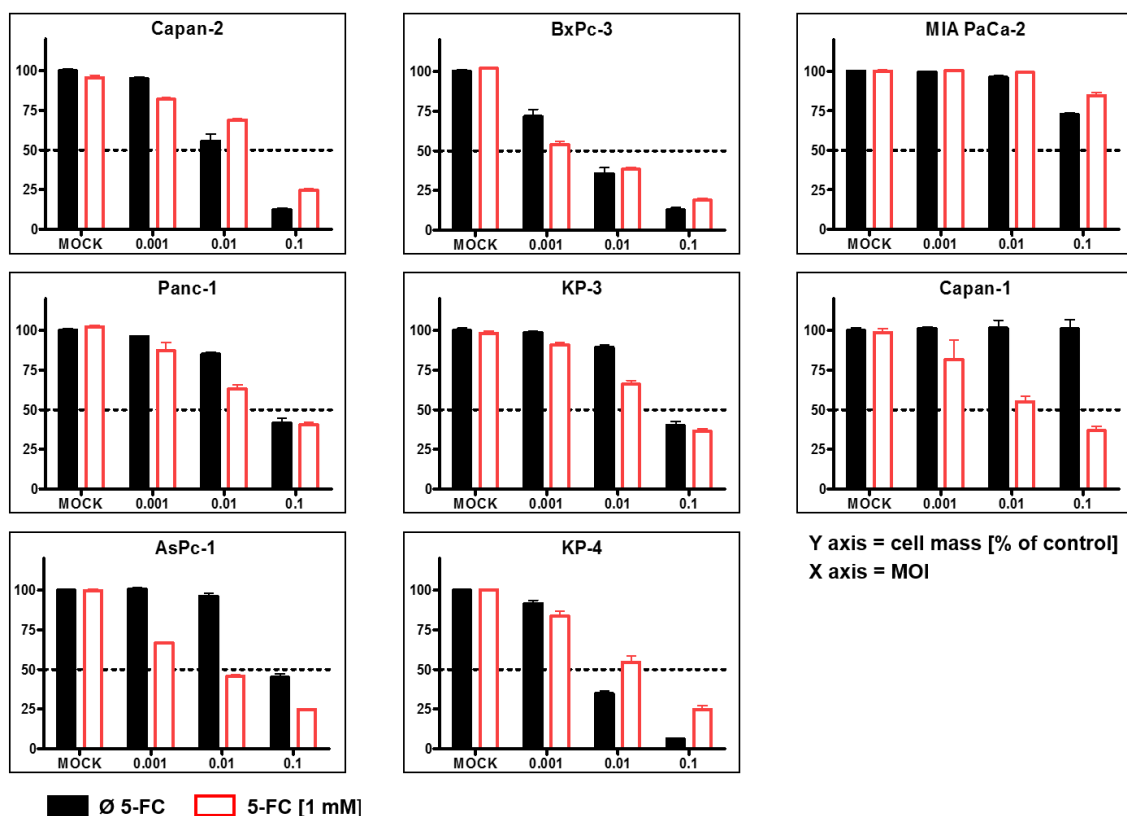 Capan-2
100
75
50
25
0
MOCK 0.001 0.01 0.1
BxPc-3
100
75
50
25
0
MOCK 0.001 0.01 0.1
MIA PaCa-2
100
75
50
25
0
MOCK 0.001 0.01 0.1
Panc-1
100
75
50
25
0
MOCK 0.001 0.01 0.1
KP-3
100
75
50
25
0
MOCK 0.001 0.01 0.1
Capan-1
100
75
50
25
0
MOCK 0.001 0.01 0.1
AsPc-1
100
75
50
25
0
MOCK 0.001 0.01 0.1
KP-4
100
75
50
25
0
MOCK 0.001 0.01 0.1
Y axis = cell mass [% of control]
X axis = MOI
Ø 5-FC 5-FC [1 mM]